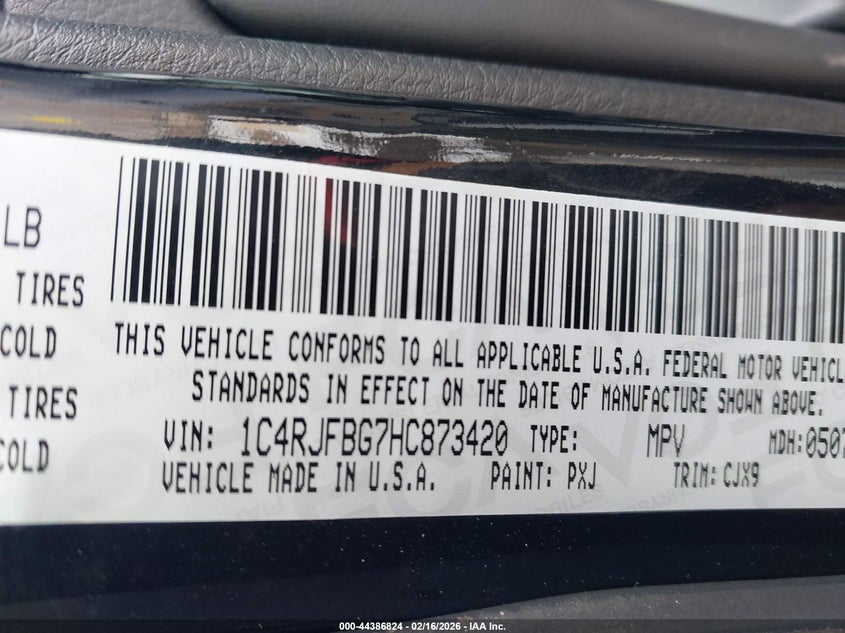 LB
TIRES
COLD
TIRES
COLD
THIS VEHICLE CONFORMS TO ALL APPLICABLE U.S.A. FEDERAL MOTOR VEHICL
STANDARDS IN EFFECT ON THE DATE OF MANUFACTURE SHOWN ABOVE.
VIN: 1C4RJFBG7HC873420 TYPE: MPV MDH:0507
VEHICLE MADE IN U.S.A. PAINT: PXJ TRIM: CJX9
000-44386824 | 02/16/2026 | Copyright: IAA Inc.